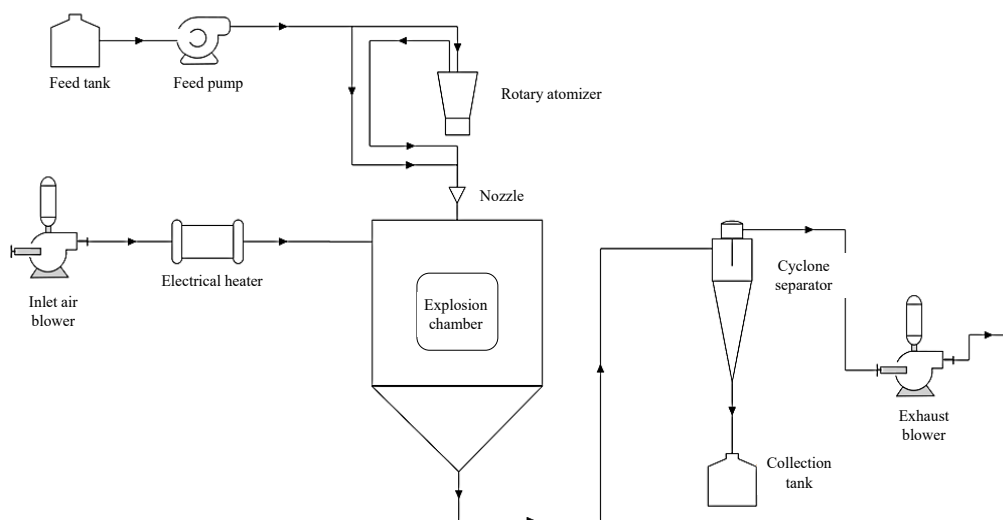 Feed tank
Feed pump
Rotary atomizer
Nozzle
Inlet air
blower
Electrical heater
Explosion
chamber
Cyclone
separator
Exhaust
blower
Collection
tank